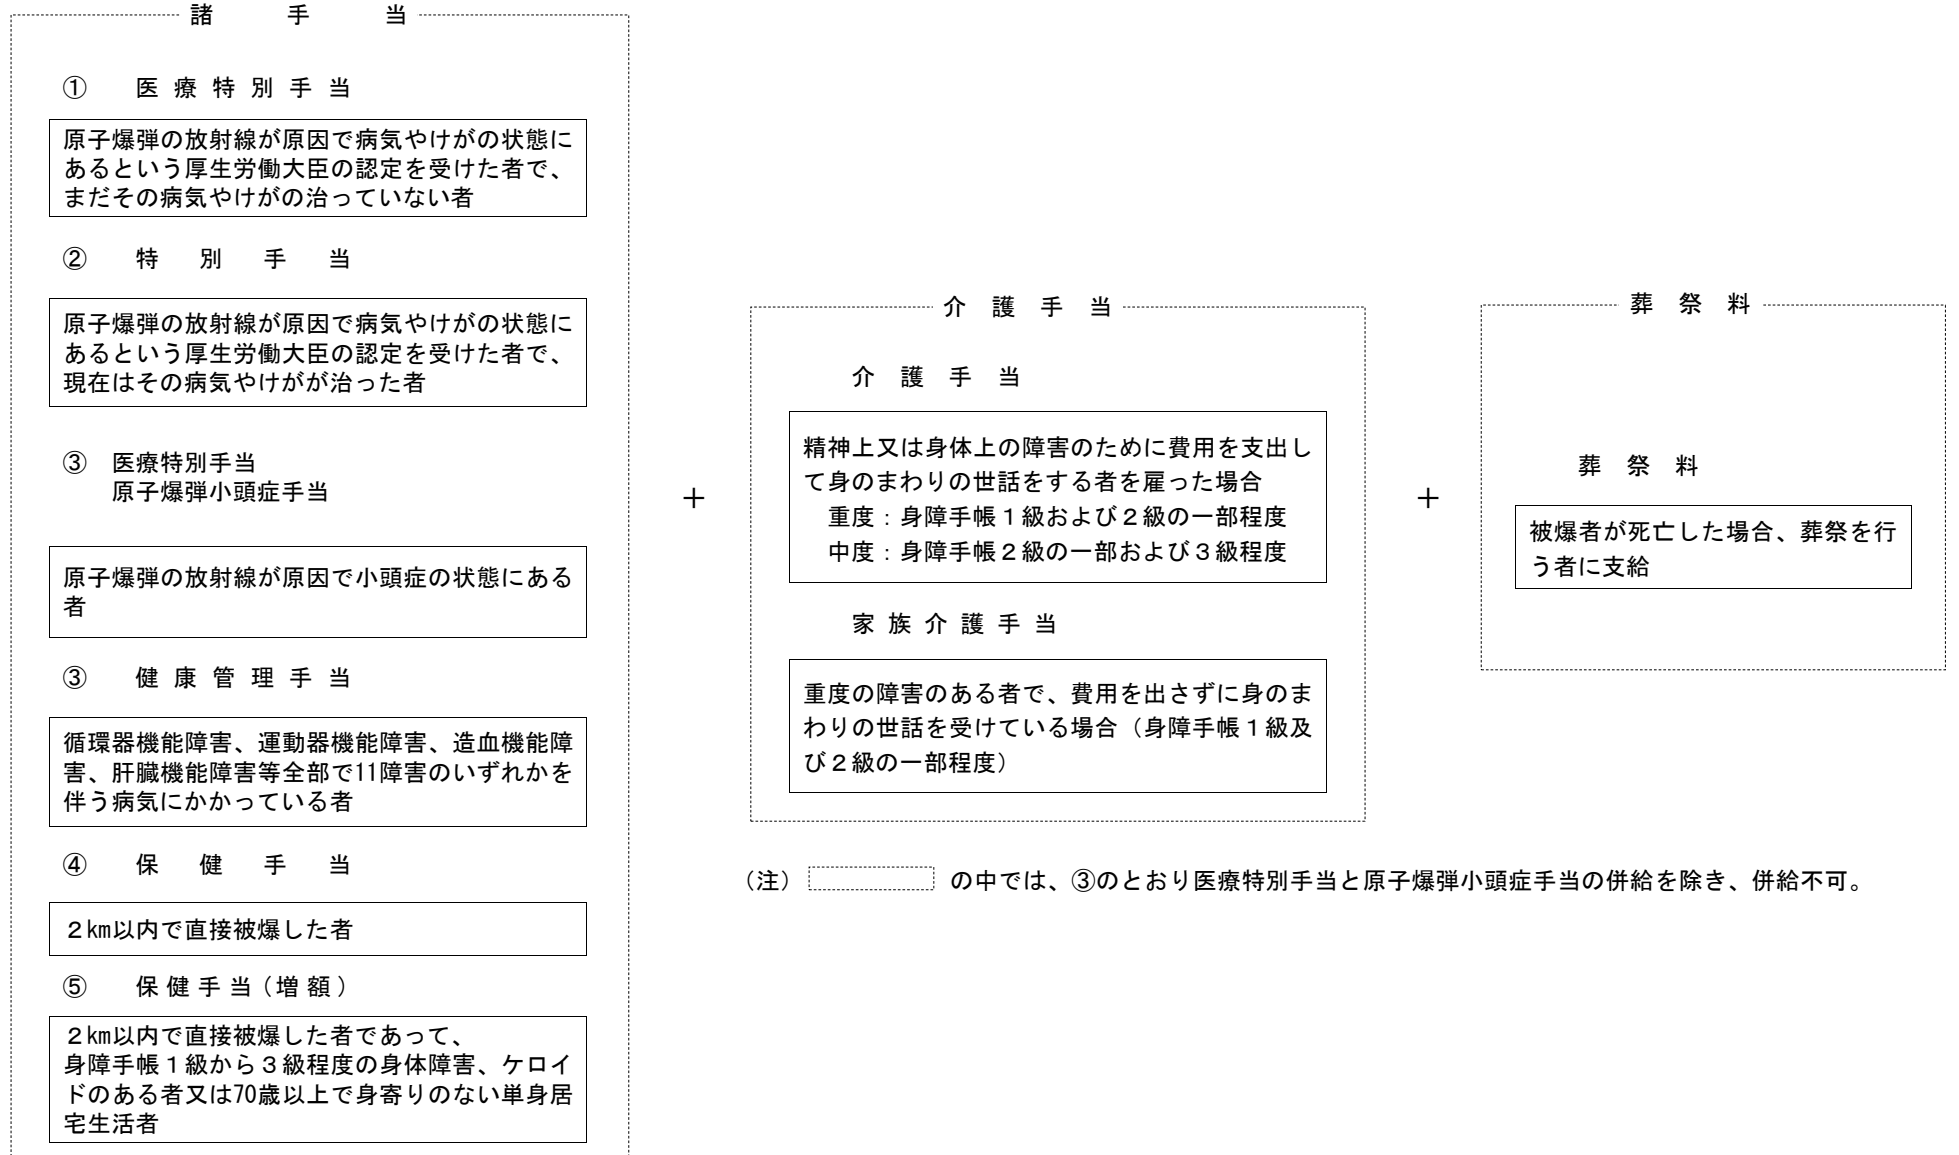 諸手当
① 医療特別手当
原子爆弾の放射線が原因で病気やけがの状態に
あるという厚生労働大臣の認定を受けた者で、
まだその病気やけがの治っていない者
② 特別手当
原子爆弾の放射線が原因で病気やけがの状態に
あるという厚生労働大臣の認定を受けた者で、
現在はその病気やけがが治った者
③ 医療特別手当
原子爆弾小頭症手当
原子爆弾の放射線が原因で小頭症の状態にある
者
③ 健康管理手当
循環器機能障害、運動器機能障害、造血機能障
害、肝臓機能障害等全部で11障害のいずれかを
伴う病気にかかっている者
④ 保健手当
２km以内で直接被爆した者
⑤ 保健手当(増額)
２km以内で直接被爆した者であって、
身障手帳１級から３級程度の身体障害、ケロイ
ドのある者又は70歳以上で身寄りのない単身居
宅生活者
＋
介護手当
介護手当
精神上又は身体上の障害のために費用を支出し
て身のまわりの世話をする者を雇った場合
重度：身障手帳１級および２級の一部程度
中度：身障手帳２級の一部および３級程度
家族介護手当
重度の障害のある者で、費用を出さずに身のま
わりの世話を受けている場合（身障手帳１級及
び２級の一部程度）
＋
葬祭料
葬祭料
被爆者が死亡した場合、葬祭を行
う者に支給
（注） の中では、③のとおり医療特別手当と原子爆弾小頭症手当の併給を除き、併給不可。